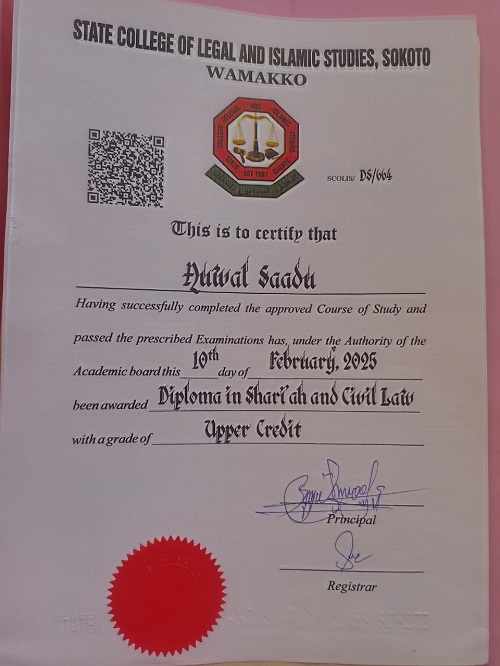 STATE COLLEGE OF LEGAL AND ISLAMIC STUDIES, SOKOTO
WAMAKKO
SCOLIS/ DS/664
This is to certify that
Auwal Saadu
Having successfully completed the approved Course of Study and
passed the prescribed Examinations has, under the Authority of the
Academic board this 10th day of February, 2025
been awarded Diploma in Shari'ah and Civil Law
with a grade of Upper Credit
Principal
Registrar